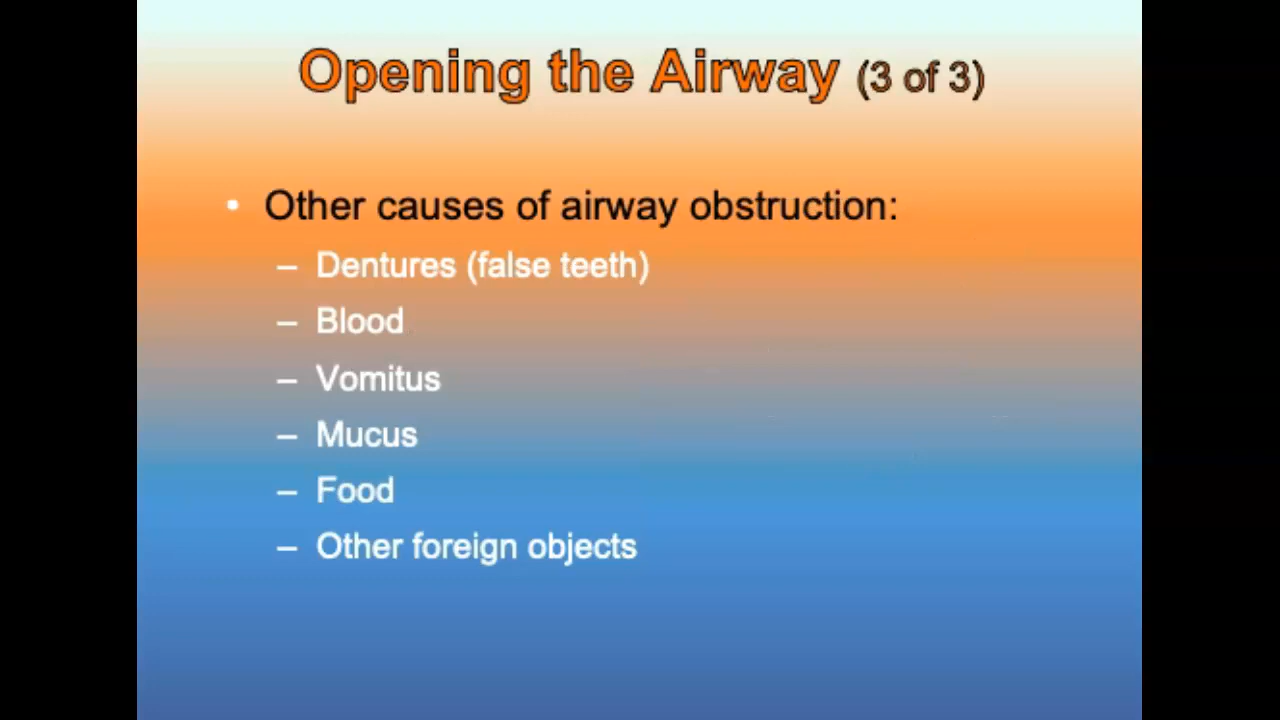 Opening the Airway (3 of 3)
• Other causes of airway obstruction:
– Dentures (false teeth)
– Blood
– Vomitus
– Mucus
– Food
– Other foreign objects